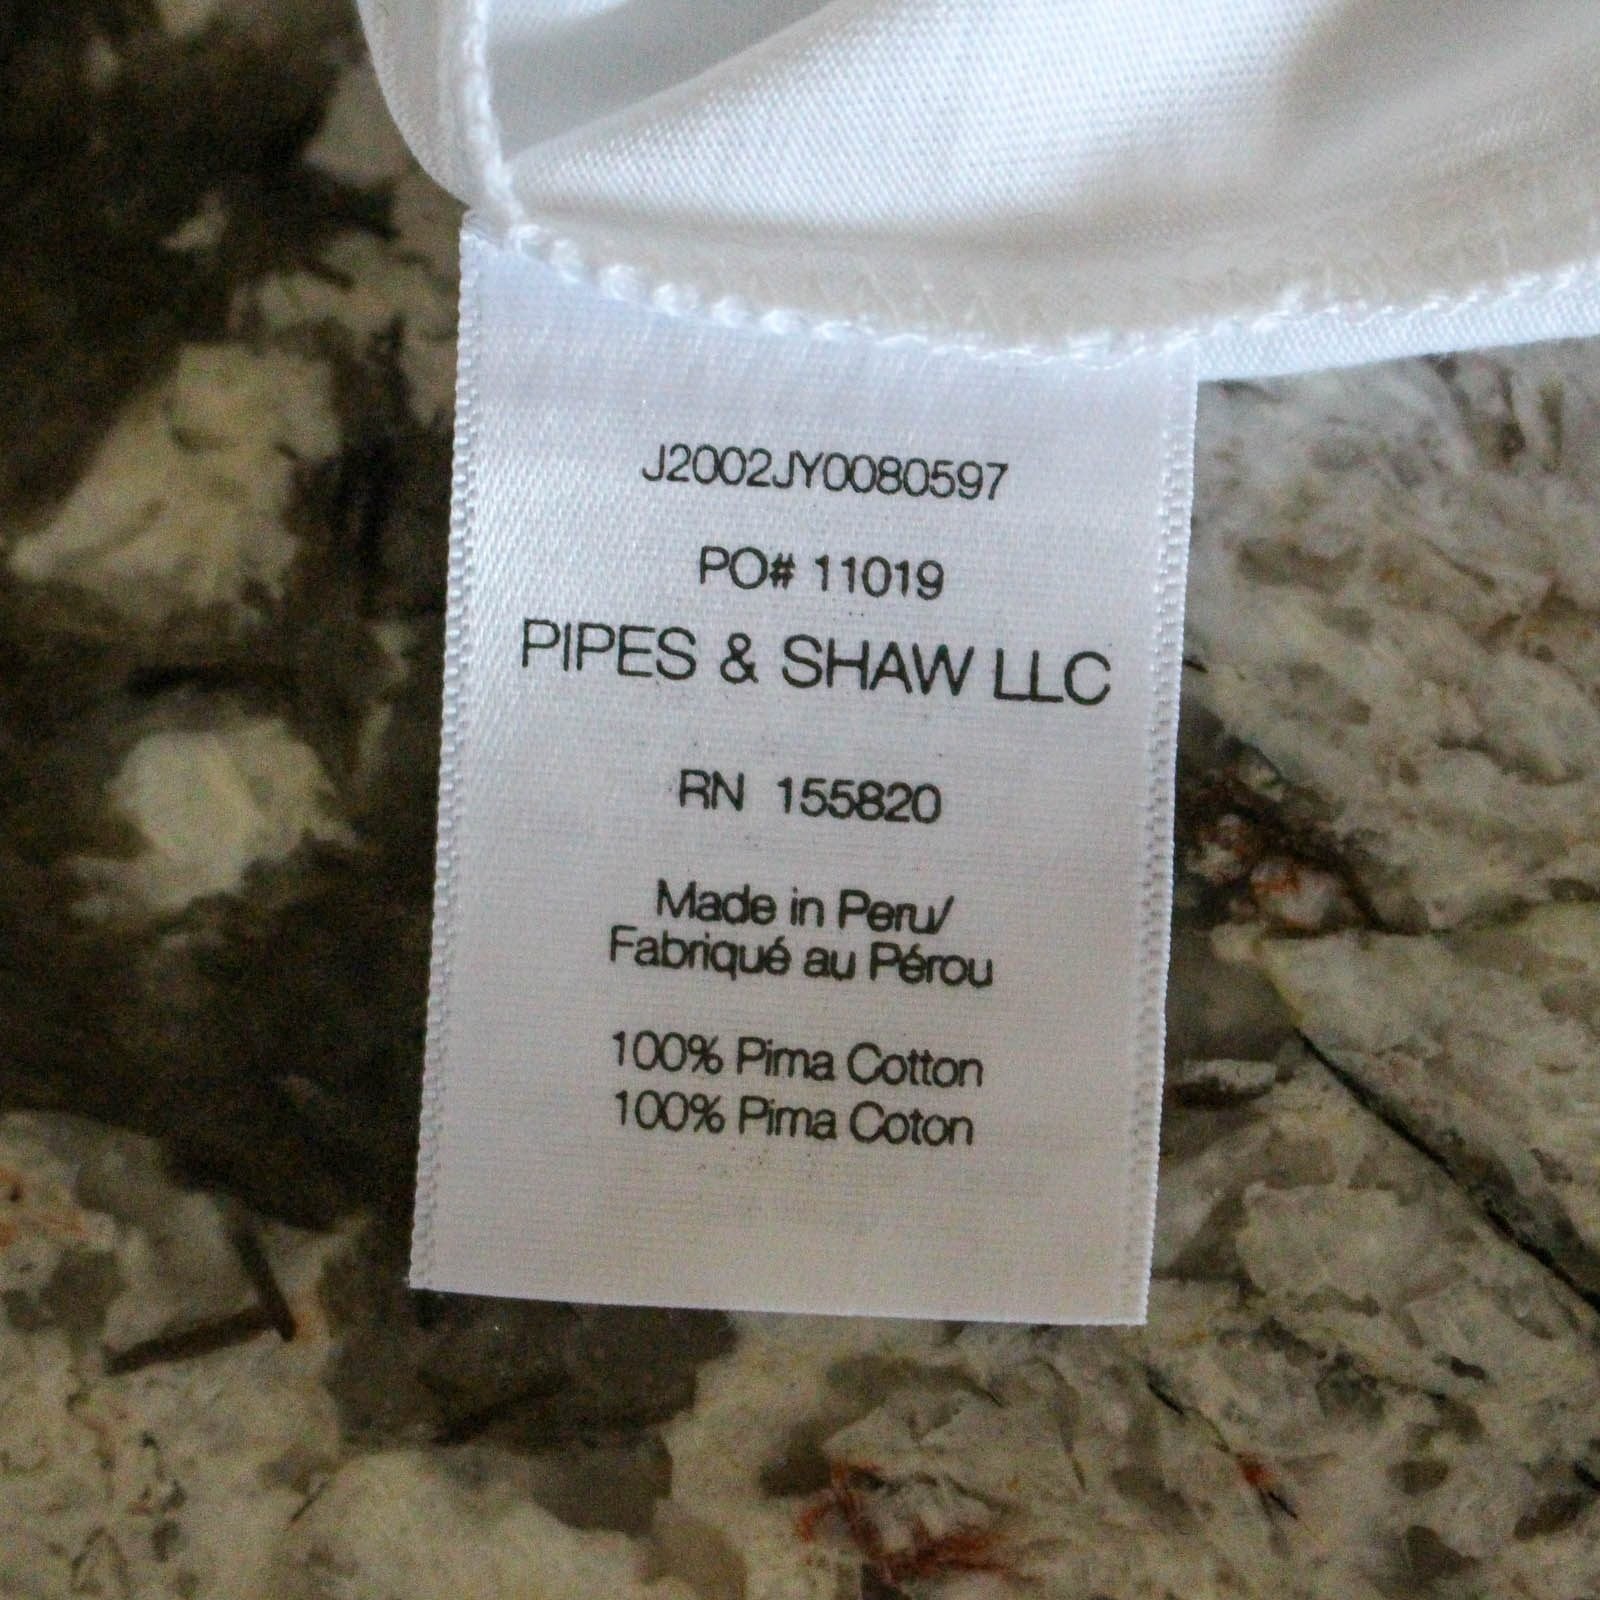 J2002JY0080597
PO# 11019
PIPES & SHAW LLC
RN 155820
Made in Peru/
Fabriqué au Pérou
100% Pima Cotton
100% Pima Coton